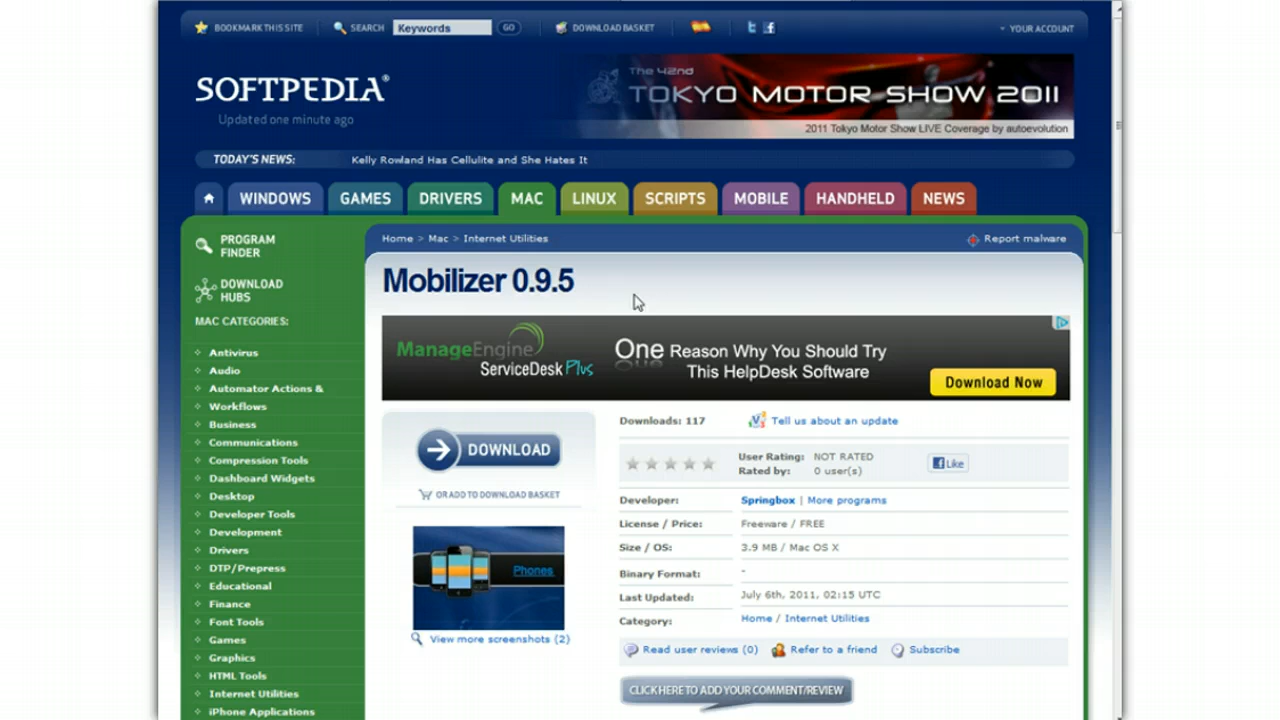 BOOKMARK THIS SITE
SEARCH
Keywords
GO
DOWNLOAD BASKET
YOUR ACCOUNT
SOFTPEDIA®
Updated one minute ago
The 42nd
TOKYO MOTOR SHOW 2011
2011 Tokyo Motor Show LIVE Coverage by autoevolution
TODAY'S NEWS:
Kelly Rowland Has Cellulite and She Hates It
WINDOWS
GAMES
DRIVERS
MAC
LINUX
SCRIPTS
MOBILE
HANDHELD
NEWS
PROGRAM
FINDER
DOWNLOAD
HUBS
MAC CATEGORIES:
Antivirus
Audio
Automator Actions &
Workflows
Business
Communications
Compression Tools
Dashboard Widgets
Desktop
Developer Tools
Development
Drivers
DTP/Prepress
Educational
Finance
Font Tools
Games
Graphics
HTML Tools
Internet Utilities
iPhone Applications
Home > Mac > Internet Utilities
Report malware
Mobilizer 0.9.5
ManageEngine
ServiceDesk Plus
One Reason Why You Should Try
This HelpDesk Software
Download Now
DOWNLOAD
OR ADD TO DOWNLOAD BASKET
Phones
View more screenshots (2)
Downloads: 117
Tell us about an update
User Rating: NOT RATED
Rated by: 0 user(s)
Like
Developer: Springbox | More programs
License / Price: Freeware / FREE
Size / OS: 3.9 MB / Mac OS X
Binary Format: -
Last Updated: July 6th, 2011, 02:15 UTC
Category: Home / Internet Utilities
Read user reviews (0)
Refer to a friend
Subscribe
CLICK HERE TO ADD YOUR COMMENT/REVIEW